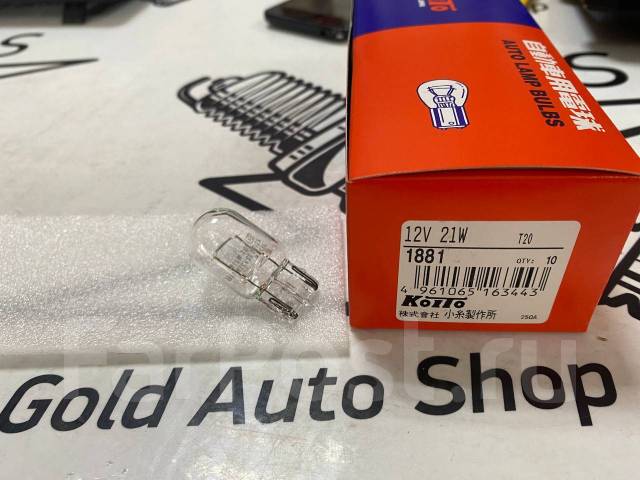 自動車用電球
AUTO LAMP BULBS
12V 21W T20
1881 QTY: 10
4 961065 163443
KOITO
株式会社 小糸製作所 250A
Gold Auto Shop